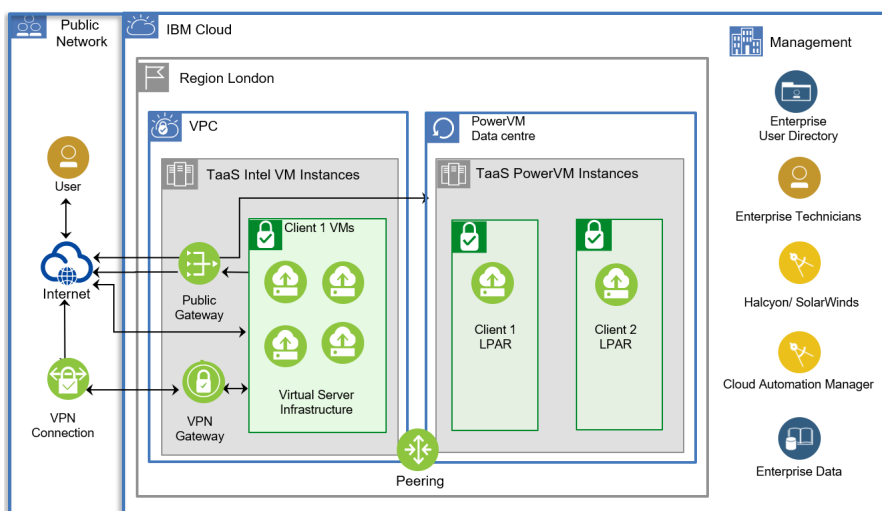 Public
Network
IBM Cloud
Management
Region London
VPC
PowerVM
Data centre
TaaS Intel VM Instances
TaaS PowerVM Instances
User
Internet
VPN
Connection
Public
Gateway
VPN
Gateway
Client 1 VMs
Virtual Server
Infrastructure
Client 1
LPAR
Client 2
LPAR
Peering
Enterprise
User Directory
Enterprise Technicians
Halcyon/ SolarWinds
Cloud Automation Manager
Enterprise Data